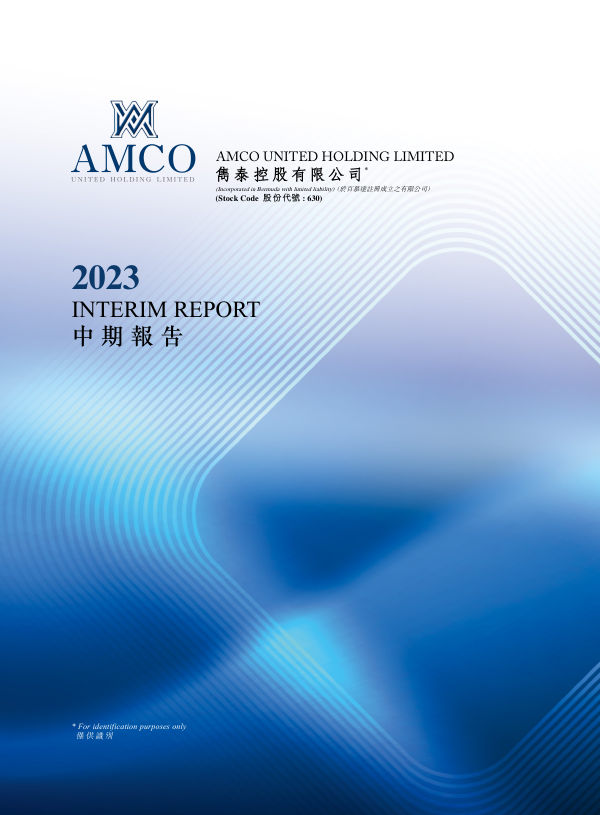 AMCO
UNITED HOLDING LIMITED
AMCO UNITED HOLDING LIMITED
雋泰控股有限公司*
(Incorporated in Bermuda with limited liability)（於百慕達註冊成立之有限公司）
(Stock Code 股份代號 : 630)
2023
INTERIM REPORT
中期報告
* For identification purposes only
僅供識別